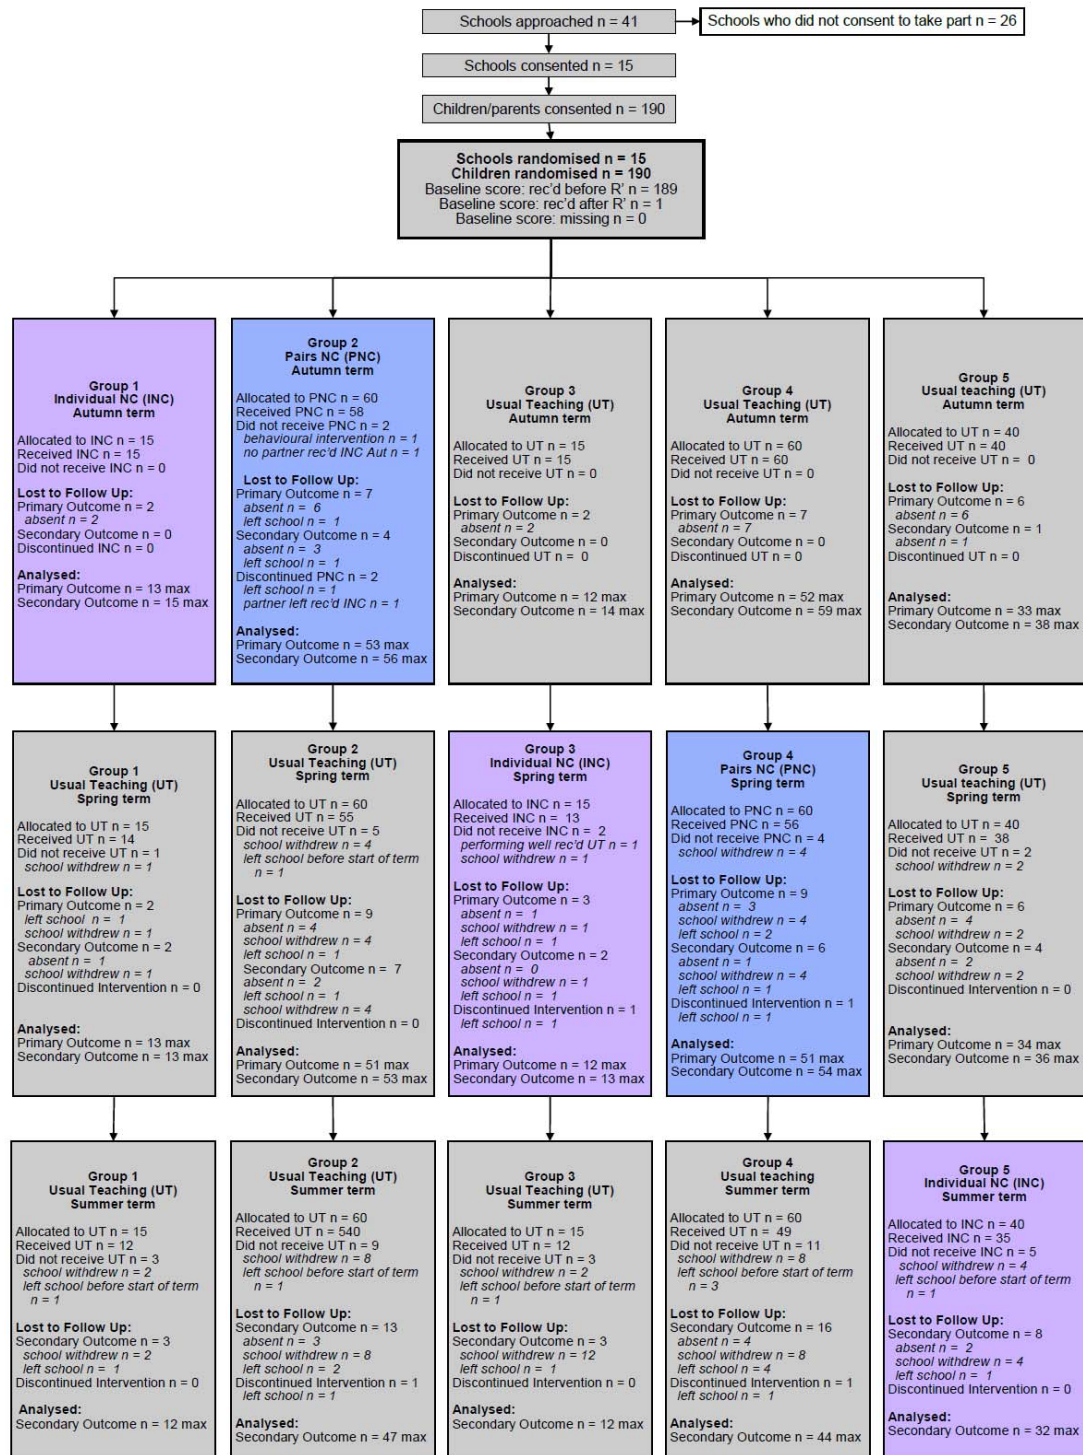 Schools approached n = 41
Schools who did not consent to take part n = 26
Schools consented n = 15
Children/parents consented n = 190
Schools randomised n = 15
Children randomised n = 190
Baseline score: rec'd before R' n = 189
Baseline score: rec'd after R' n = 1
Baseline score: missing n = 0
Group 1
Individual NC (INC)
Autumn term
Allocated to INC n = 15
Received INC n = 15
Did not receive INC n = 0
Lost to Follow Up:
Primary Outcome n = 2
absent n = 2
Secondary Outcome n = 0
Discontinued INC n = 0
Analysed:
Primary Outcome n = 13 max
Secondary Outcome n = 15 max
Group 2
Pairs NC (PNC)
Autumn term
Allocated to PNC n = 60
Received PNC n = 58
Did not receive PNC n = 2
behavioural intervention n = 1
no partner rec'd INC Aut n = 1
Lost to Follow Up:
Primary Outcome n = 7
absent n = 6
left school n = 1
Secondary Outcome n = 4
absent n = 3
left school n = 1
Discontinued PNC n = 2
left school n = 1
partner left rec'd INC n = 1
Analysed:
Primary Outcome n = 53 max
Secondary Outcome n = 56 max
Group 3
Usual Teaching (UT)
Autumn term
Allocated to UT n = 15
Received UT n = 15
Did not receive UT n = 0
Lost to Follow Up:
Primary Outcome n = 2
absent n = 2
Secondary Outcome n = 0
Discontinued UT n = 0
Analysed:
Primary Outcome n = 12 max
Secondary Outcome n = 14 max
Group 4
Usual Teaching (UT)
Autumn term
Allocated to UT n = 60
Received UT n = 60
Did not receive UT n = 0
Lost to Follow Up:
Primary Outcome n = 7
absent n = 7
Secondary Outcome n = 0
Discontinued UT n = 0
Analysed:
Primary Outcome n = 52 max
Secondary Outcome n = 59 max
Group 5
Usual teaching (UT)
Autumn term
Allocated to UT n = 40
Received UT n = 40
Did not receive UT n = 0
Lost to Follow Up:
Primary Outcome n = 6
absent n = 6
Secondary Outcome n = 1
absent n = 1
Discontinued UT n = 0
Analysed:
Primary Outcome n = 33 max
Secondary Outcome n = 38 max
Group 1
Usual Teaching (UT)
Spring term
Allocated to UT n = 15
Received UT n = 14
Did not receive UT n = 1
school withdrew n = 1
Lost to Follow Up:
Primary Outcome n = 2
left school n = 1
school withdrew n = 1
Secondary Outcome n = 2
absent n = 1
school withdrew n = 1
Discontinued Intervention n = 0
Analysed:
Primary Outcome n = 13 max
Secondary Outcome n = 13 max
Group 2
Usual Teaching (UT)
Spring term
Allocated to UT n = 60
Received UT n = 55
Did not receive UT n = 5
school withdrew n = 4
left school before start of term
n = 1
Lost to Follow Up:
Primary Outcome n = 9
absent n = 4
school withdrew n = 4
left school n = 1
Secondary Outcome n = 7
absent n = 2
left school n = 1
school withdrew n = 4
Discontinued Intervention n = 0
Analysed:
Primary Outcome n = 51 max
Secondary Outcome n = 53 max
Group 3
Individual NC (INC)
Spring term
Allocated to INC n = 15
Received INC n = 13
Did not receive INC n = 2
performing well rec'd UT n = 1
school withdrew n = 1
Lost to Follow Up:
Primary Outcome n = 3
absent n = 1
school withdrew n = 1
left school n = 1
Secondary Outcome n = 2
absent n = 0
school withdrew n = 1
left school n = 1
Discontinued Intervention n = 1
left school n = 1
Analysed:
Primary Outcome n = 12 max
Secondary Outcome n = 13 max
Group 4
Pairs NC (PNC)
Spring term
Allocated to PNC n = 60
Received PNC n = 56
Did not receive PNC n = 4
school withdrew n = 4
Lost to Follow Up:
Primary Outcome n = 9
absent n = 3
school withdrew n = 4
left school n = 2
Secondary Outcome n = 6
absent n = 1
school withdrew n = 4
left school n = 1
Discontinued Intervention n = 1
left school n = 1
Analysed:
Primary Outcome n = 51 max
Secondary Outcome n = 54 max
Group 5
Usual teaching (UT)
Spring term
Allocated to UT n = 40
Received UT n = 38
Did not receive UT n = 2
school withdrew n = 2
Lost to Follow Up:
Primary Outcome n = 6
absent n = 4
school withdrew n = 2
Secondary Outcome n = 4
absent n = 2
school withdrew n = 2
Discontinued Intervention n = 0
Analysed:
Primary Outcome n = 34 max
Secondary Outcome n = 36 max
Group 1
Usual Teaching (UT)
Summer term
Allocated to UT n = 15
Received UT n = 12
Did not receive UT n = 3
school withdrew n = 2
left school before start of term
n = 1
Lost to Follow Up:
Secondary Outcome n = 3
school withdrew n = 2
left school n = 1
Discontinued Intervention n = 0
Analysed:
Secondary Outcome n = 12 max
Group 2
Usual Teaching (UT)
Summer term
Allocated to UT n = 60
Received UT n = 540
Did not receive UT n = 9
school withdrew n = 8
left school before start of term
n = 1
Lost to Follow Up:
Secondary Outcome n = 13
absent n = 3
school withdrew n = 8
left school n = 2
Discontinued Intervention n = 1
left school n = 1
Analysed:
Secondary Outcome n = 47 max
Group 3
Usual Teaching (UT)
Summer term
Allocated to UT n = 15
Received UT n = 12
Did not receive UT n = 3
school withdrew n = 2
left school before start of term
n = 1
Lost to Follow Up:
Secondary Outcome n = 3
school withdrew n = 12
left school n = 1
Discontinued Intervention n = 0
Analysed:
Secondary Outcome n = 12 max
Group 4
Usual teaching
Summer term
Allocated to UT n = 60
Received UT n = 49
Did not receive UT n = 11
school withdrew n = 8
left school before start of term
n = 3
Lost to Follow Up:
Secondary Outcome n = 16
absent n = 4
school withdrew n = 8
left school n = 4
Discontinued Intervention n = 1
left school n = 1
Analysed:
Secondary Outcome n = 44 max
Group 5
Individual NC (INC)
Summer term
Allocated to INC n = 40
Received INC n = 35
Did not receive INC n = 5
school withdrew n = 4
left school before start of term
n = 1
Lost to Follow Up:
Secondary Outcome n = 8
absent n = 2
school withdrew n = 4
left school n = 1
Discontinued Intervention n = 0
Analysed:
Secondary Outcome n = 32 max